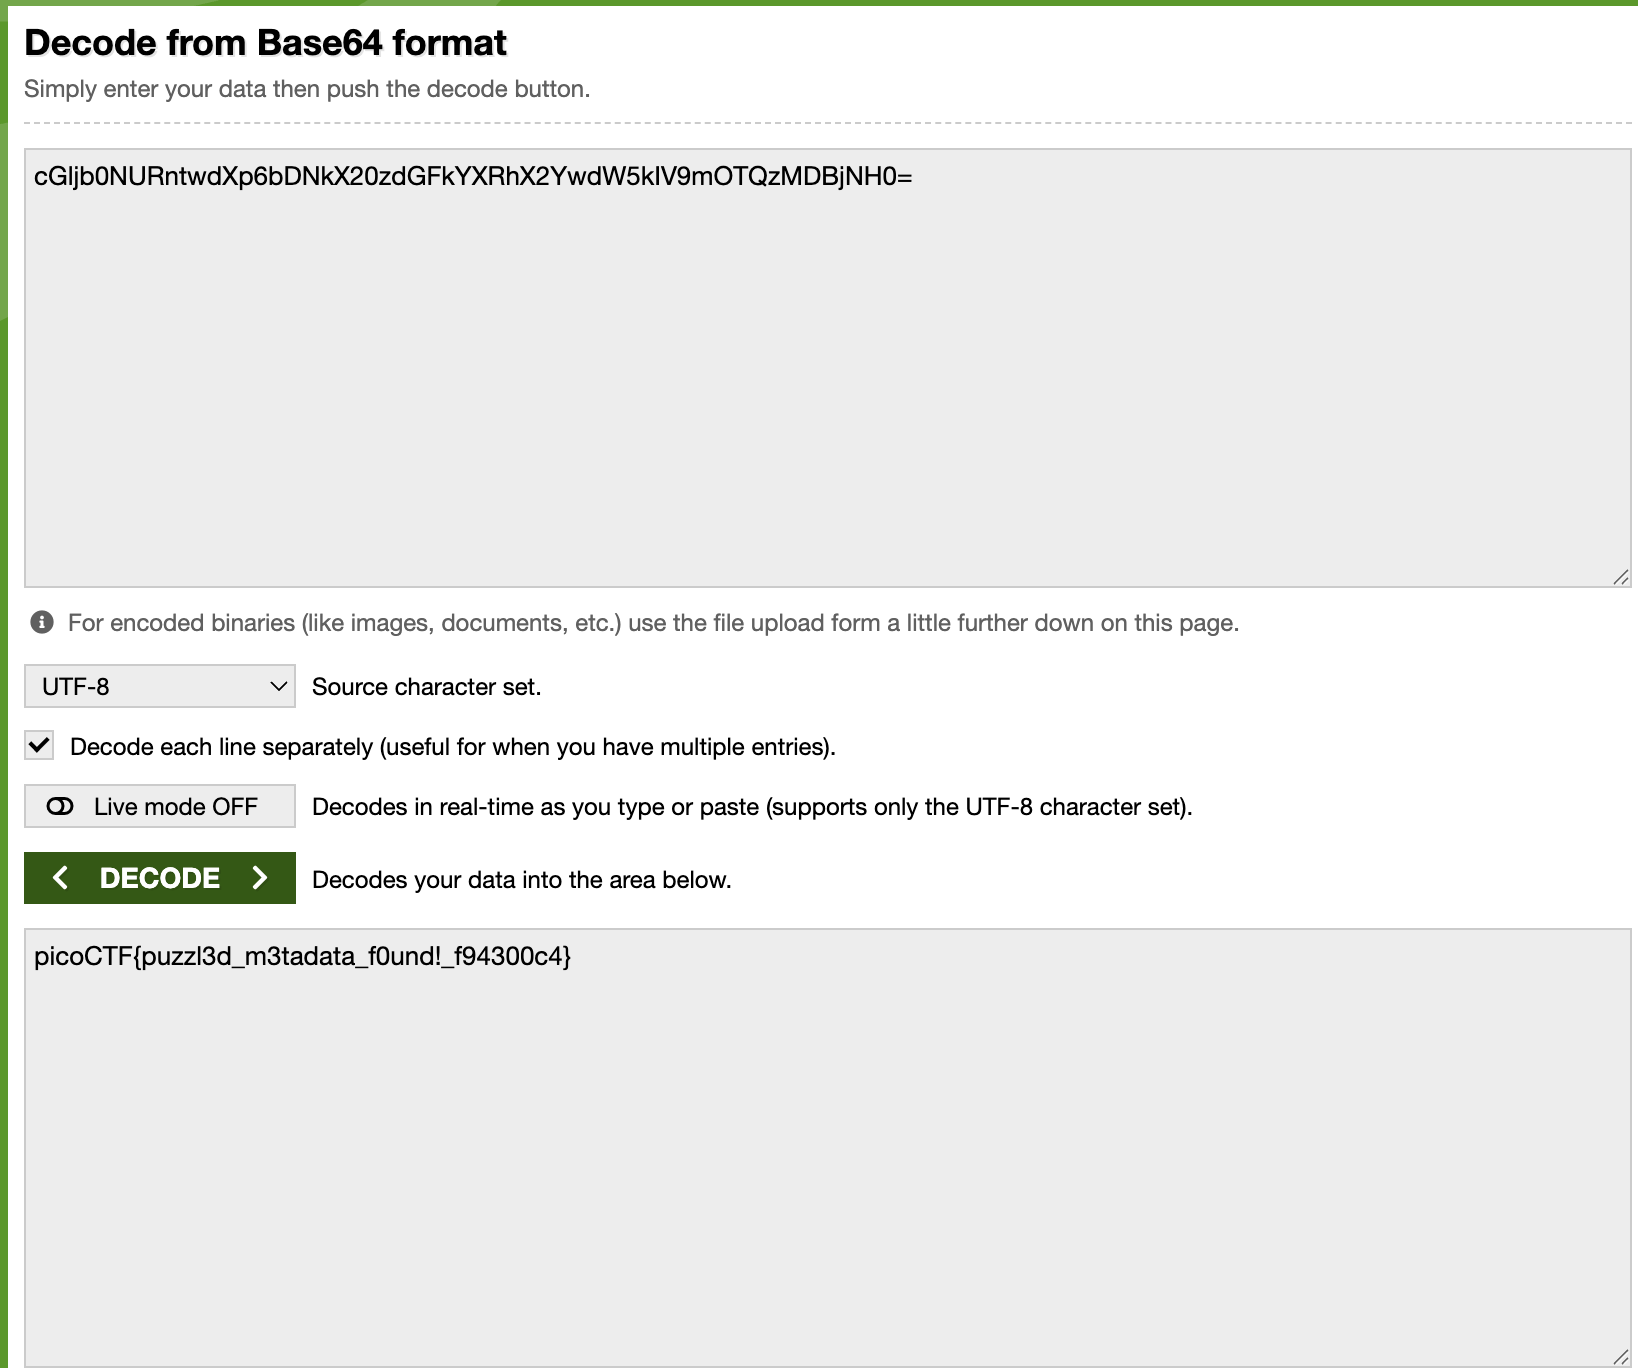 Decode from Base64 format
Simply enter your data then push the decode button.
cGljb0NURntwdXp6bDNkX20zdGFkYXRhX2YwdW5kIV9mOTQzMDBjNH0=
For encoded binaries (like images, documents, etc.) use the file upload form a little further down on this page.
UTF-8 Source character set.
Decode each line separately (useful for when you have multiple entries).
Live mode OFF Decodes in real-time as you type or paste (supports only the UTF-8 character set).
< DECODE > Decodes your data into the area below.
picoCTF{puzzl3d_m3tadata_f0und!_f94300c4}